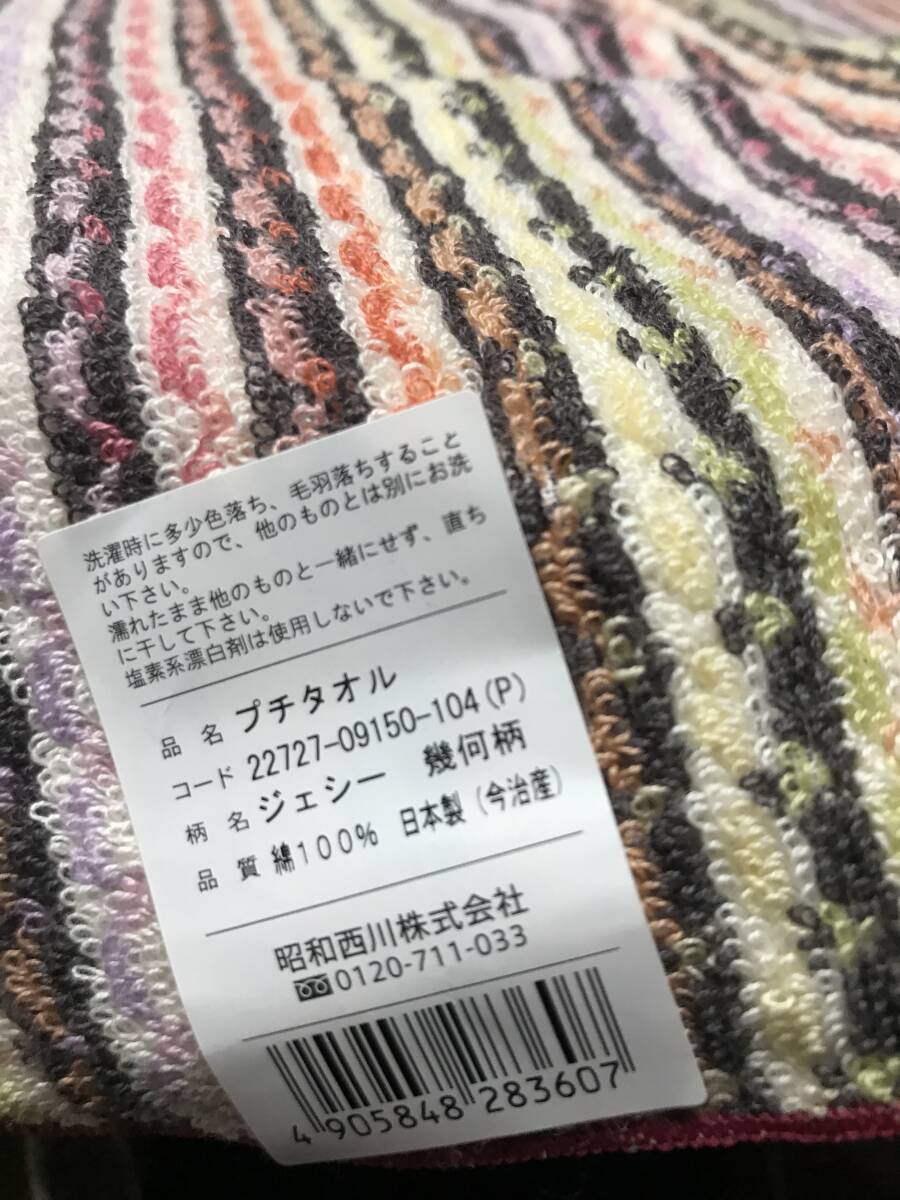 洗濯時に多少色落ち、毛羽落ちすること
がありますので、他のものとは別にお洗
い下さい。
濡れたまま他のものと一緒にせず、直ち
に干して下さい。
塩素系漂白剤は使用しないで下さい。
品 名 プチタオル
コード 22727-09150-104(P)
柄 名 ジェシー 幾何柄
品 質 綿100% 日本製(今治産)
昭和西川株式会社
0120-711-033
4 905848 283607